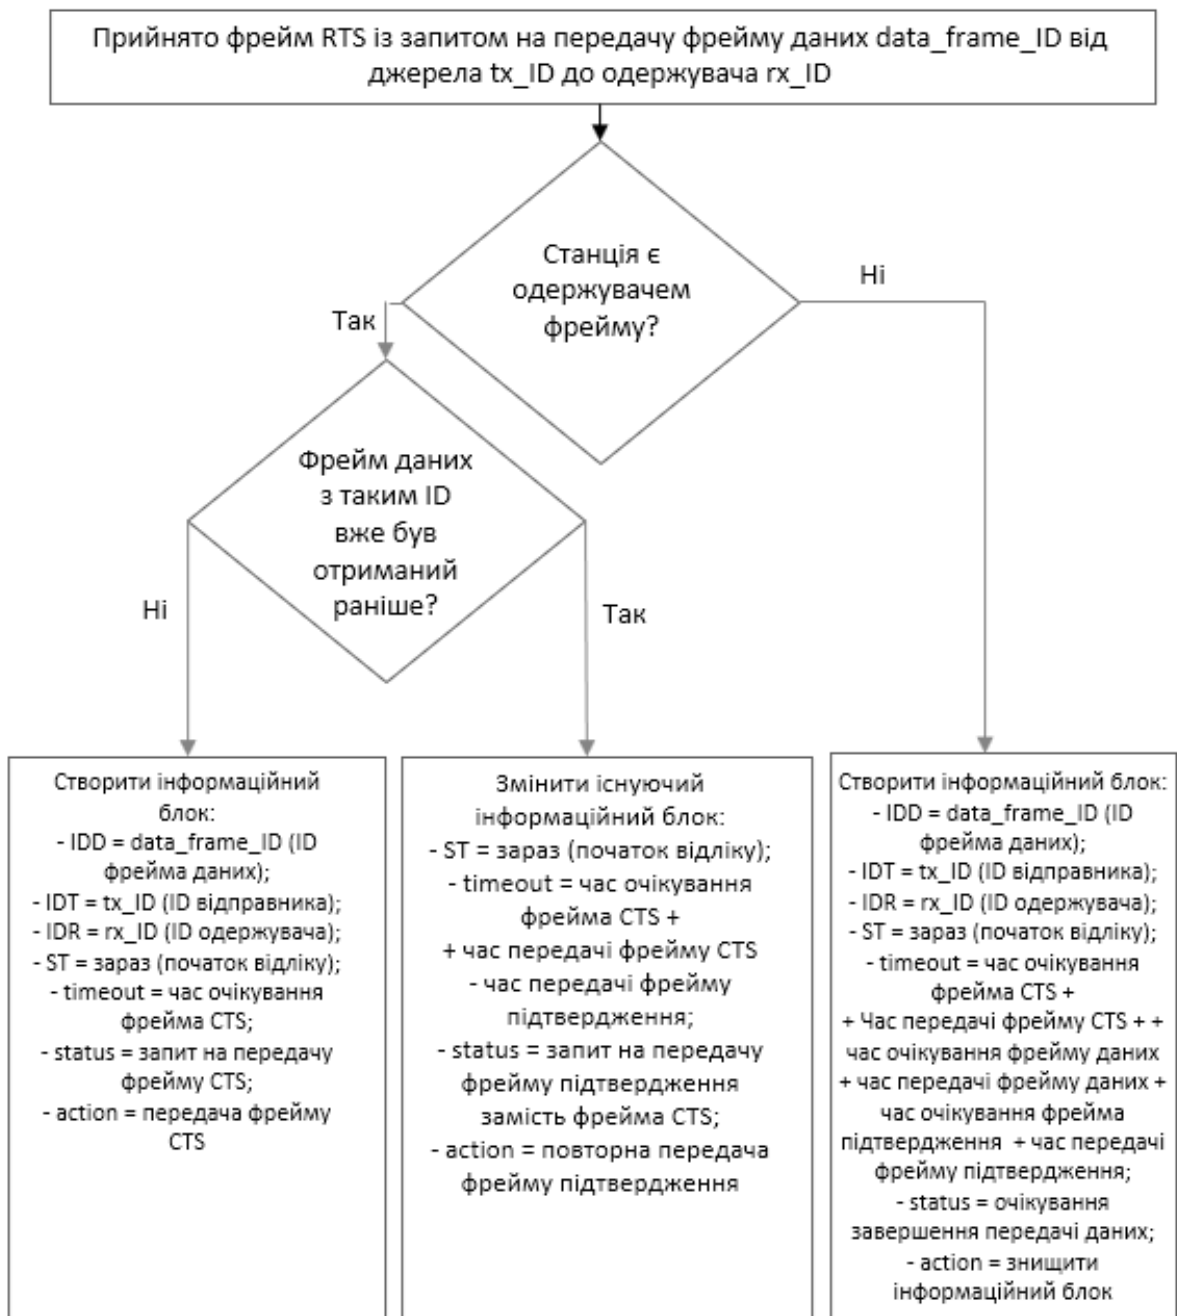 Прийнято фрейм RTS із запитом на передачу фрейму даних data_frame_ID від
джерела tx_ID до одержувача rx_ID
Станція є
одержувачем
фрейму?
Ні
Так
Фрейм даних
з таким ID
вже був
отриманий
раніше?
Ні
Так
Створити інформаційний
блок:
- IDD = data_frame_ID (ID
фрейма даних);
- IDT = tx_ID (ID відправника);
- IDR = rx_ID (ID одержувача);
- ST = зараз (початок відліку);
- timeout = час очікування
фрейма CTS;
- status = запит на передачу
фрейму CTS;
- action = передача фрейму
CTS
Змінити існуючий
інформаційний блок:
- ST = зараз (початок відліку);
- timeout = час очікування
фрейма CTS +
+ час передачі фрейму CTS
- час передачі фрейму
підтвердження;
- status = запит на передачу
фрейму підтвердження
замість фрейма CTS;
- action = повторна передача
фрейму підтвердження
Створити інформаційний блок:
- IDD = data_frame_ID (ID
фрейма даних);
- IDT = tx_ID (ID відправника);
- IDR = rx_ID (ID одержувача);
- ST = зараз (початок відліку);
- timeout = час очікування
фрейма CTS +
+ Час передачі фрейму CTS + +
час очікування фрейму даних
+ час передачі фрейму даних +
час очікування фрейма
підтвердження + час передачі
фрейму підтвердження;
- status = очікування
завершення передачі даних;
- action = знищити
інформаційний блок